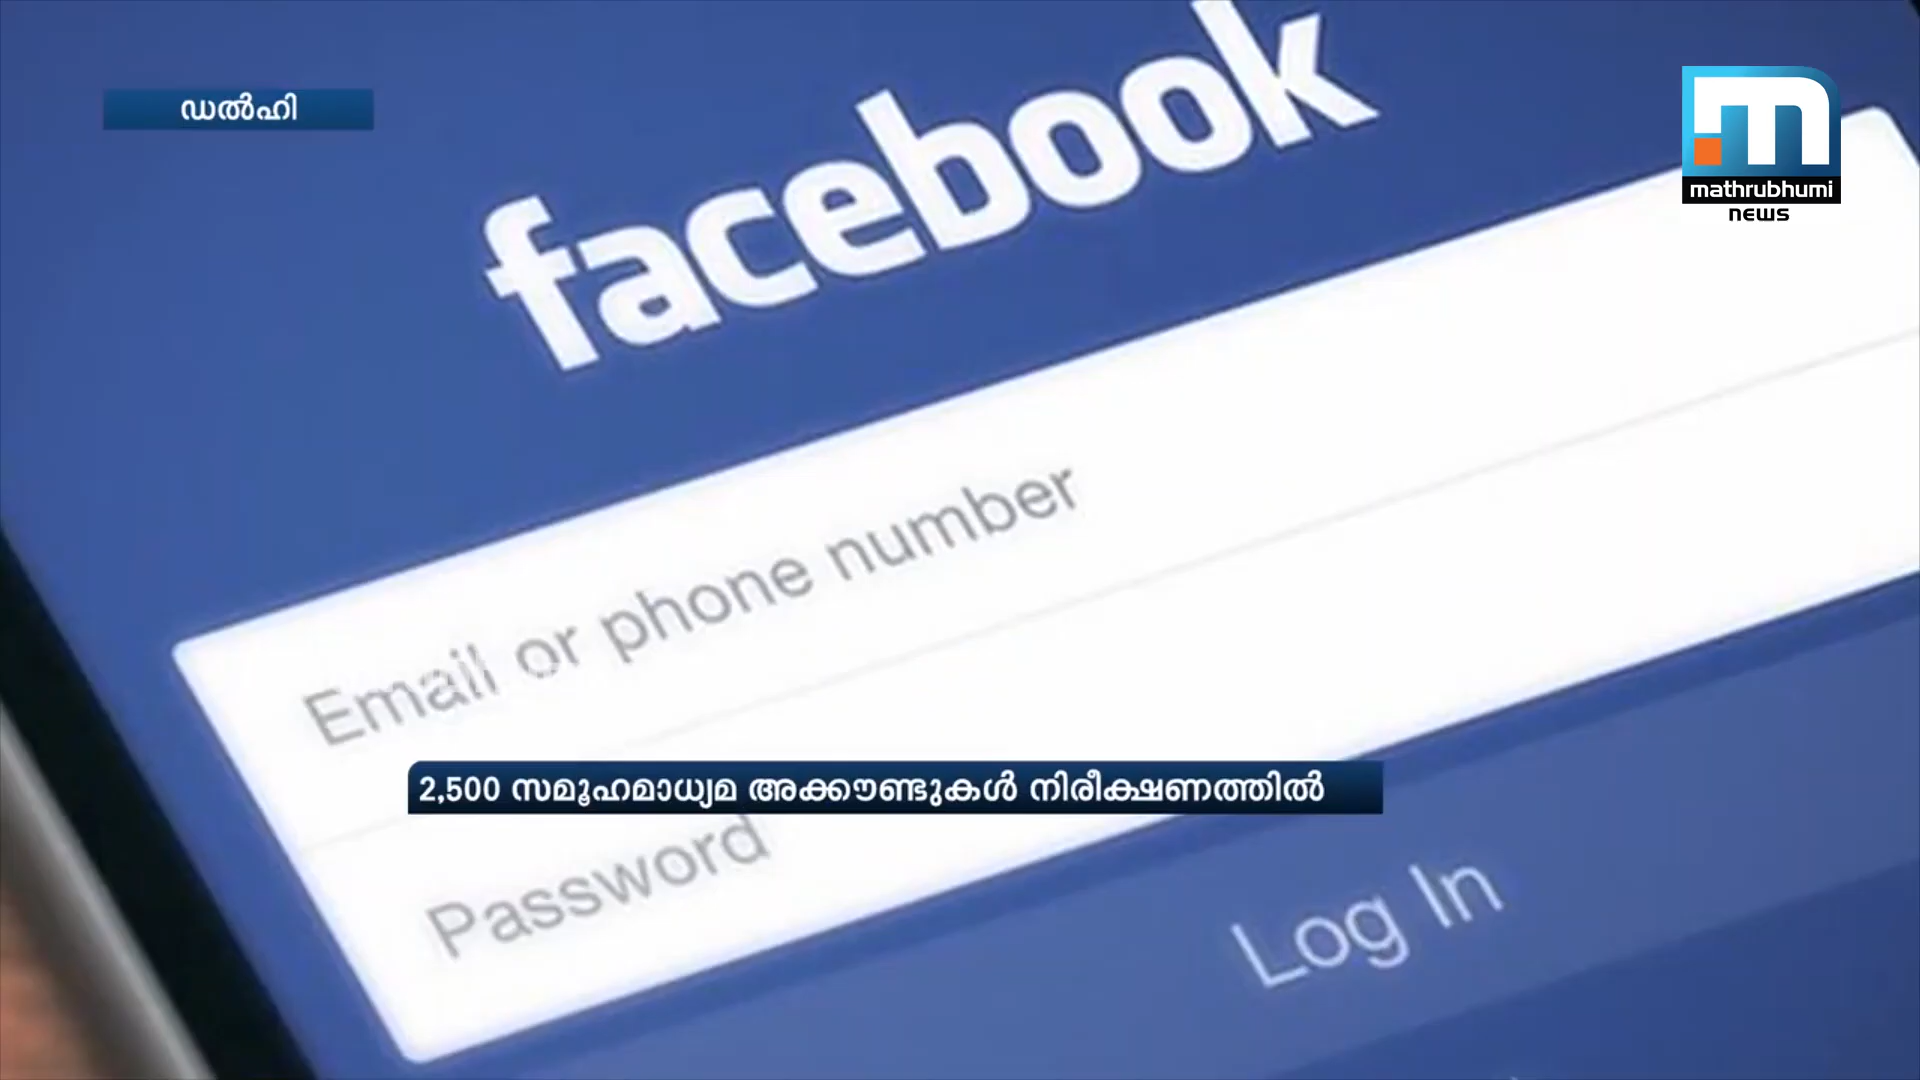 ഡൽഹി
facebook
mathrubhumi
news
Email or phone number
2,500 സമൂഹമാധ്യമ അക്കൗണ്ടുകൾ നിരീക്ഷണത്തിൽ
Password
Log In